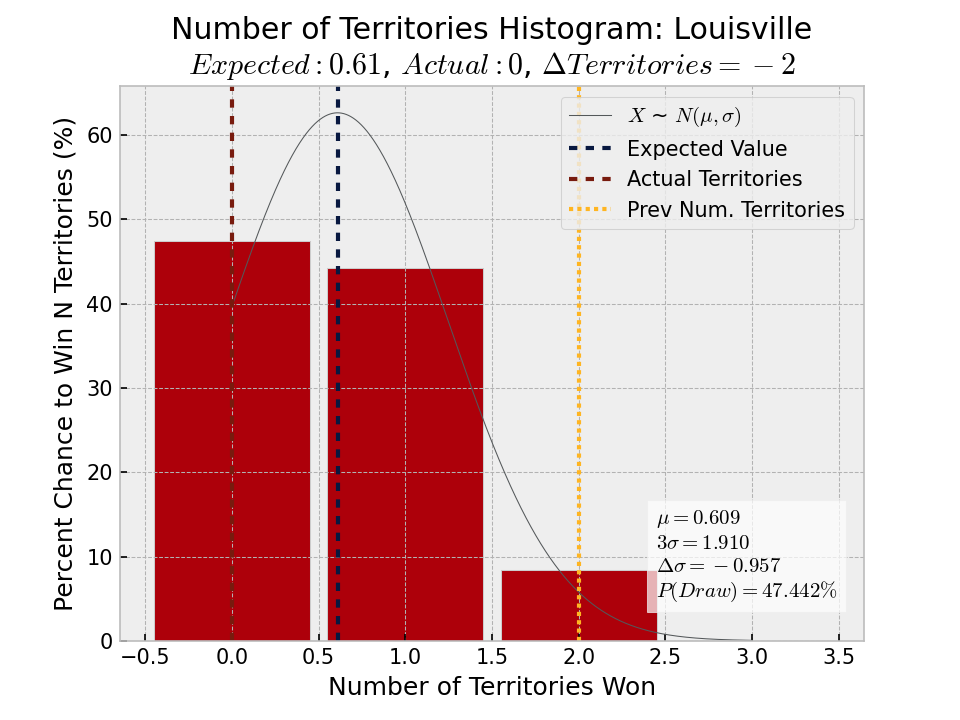 Number of Territories Histogram: Louisville
Expected : 0.61, Actual : 0, ΔTerritories = −2
Percent Chance to Win N Territories (%)
60
50
40
30
20
10
0
X ~ N(μ, σ)
Expected Value
Actual Territories
Prev Num. Territories
μ = 0.609
3σ = 1.910
Δσ = −0.957
P(Draw) = 47.442%
−0.5 0.0 0.5 1.0 1.5 2.0 2.5 3.0 3.5
Number of Territories Won